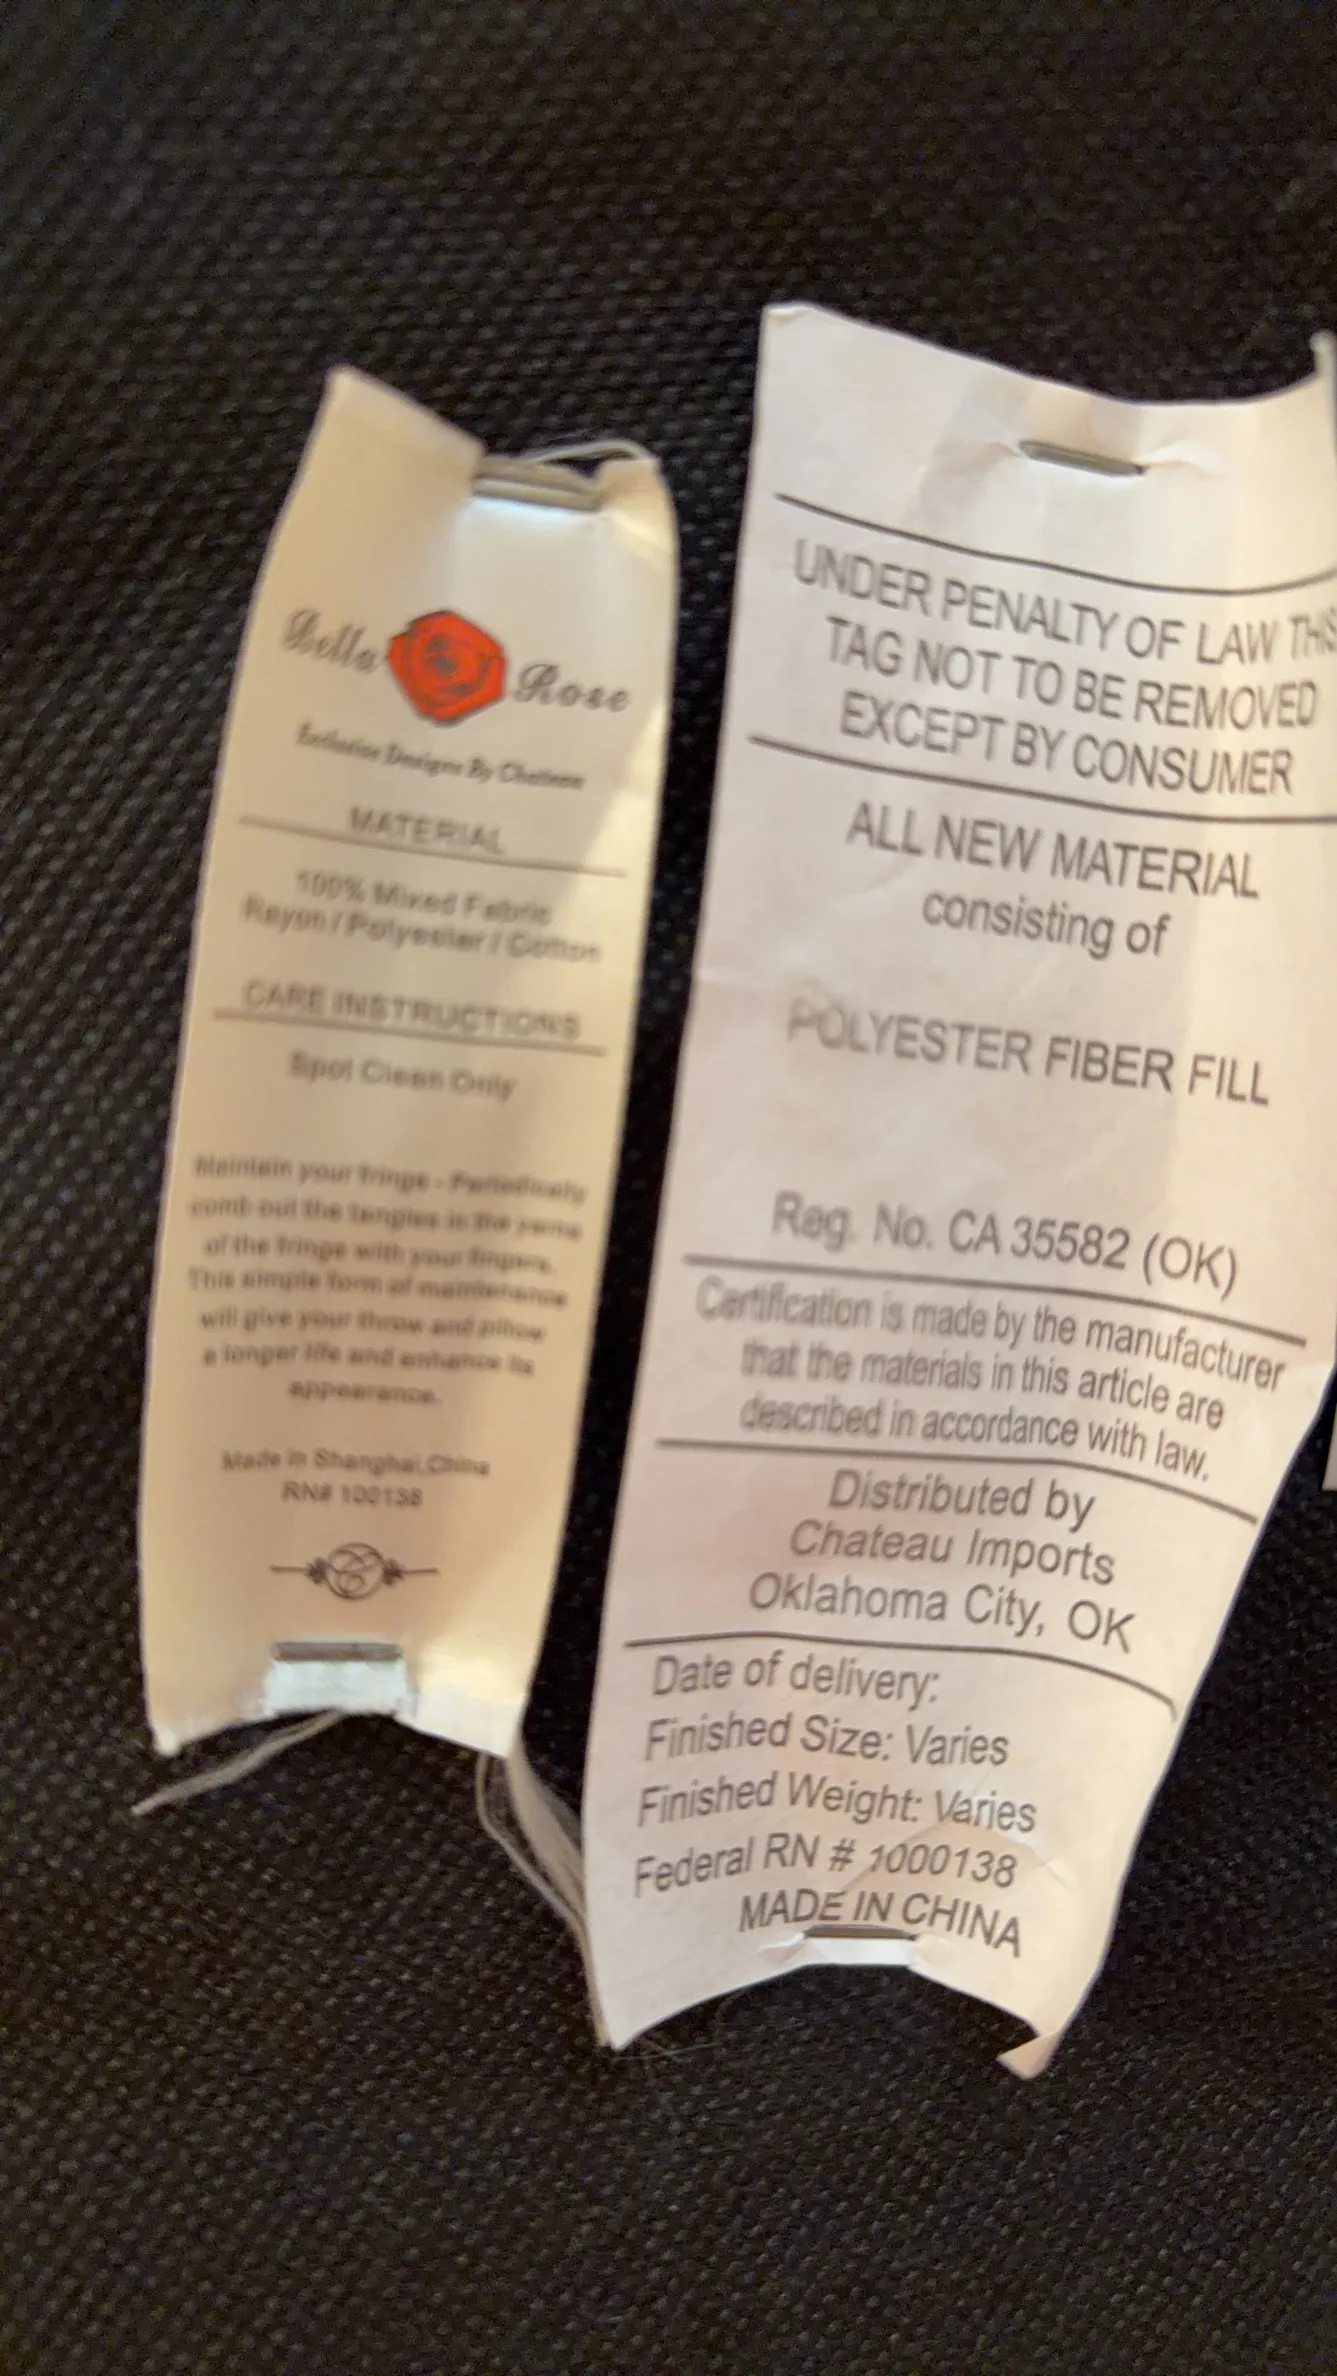 Bella Rose
Exclusive Designs By Chateau
MATERIAL
100% Mixed Fabric
Rayon / Polyester / Cotton
CARE INSTRUCTIONS
Spot Clean Only
Maintain your fringe - Periodically
comb out the tangles in the yarns
of the fringe with your fingers.
This simple form of maintenance
will give your throw and pillow
a longer life and enhance its
appearance.
Made in Shanghai, China
RN# 100138
UNDER PENALTY OF LAW THIS
TAG NOT TO BE REMOVED
EXCEPT BY CONSUMER
ALL NEW MATERIAL
consisting of
POLYESTER FIBER FILL
Reg. No. CA 35582 (OK)
Certification is made by the manufacturer
that the materials in this article are
described in accordance with law.
Distributed by
Chateau Imports
Oklahoma City, OK
Date of delivery:
Finished Size: Varies
Finished Weight: Varies
Federal RN # 1000138
MADE IN CHINA